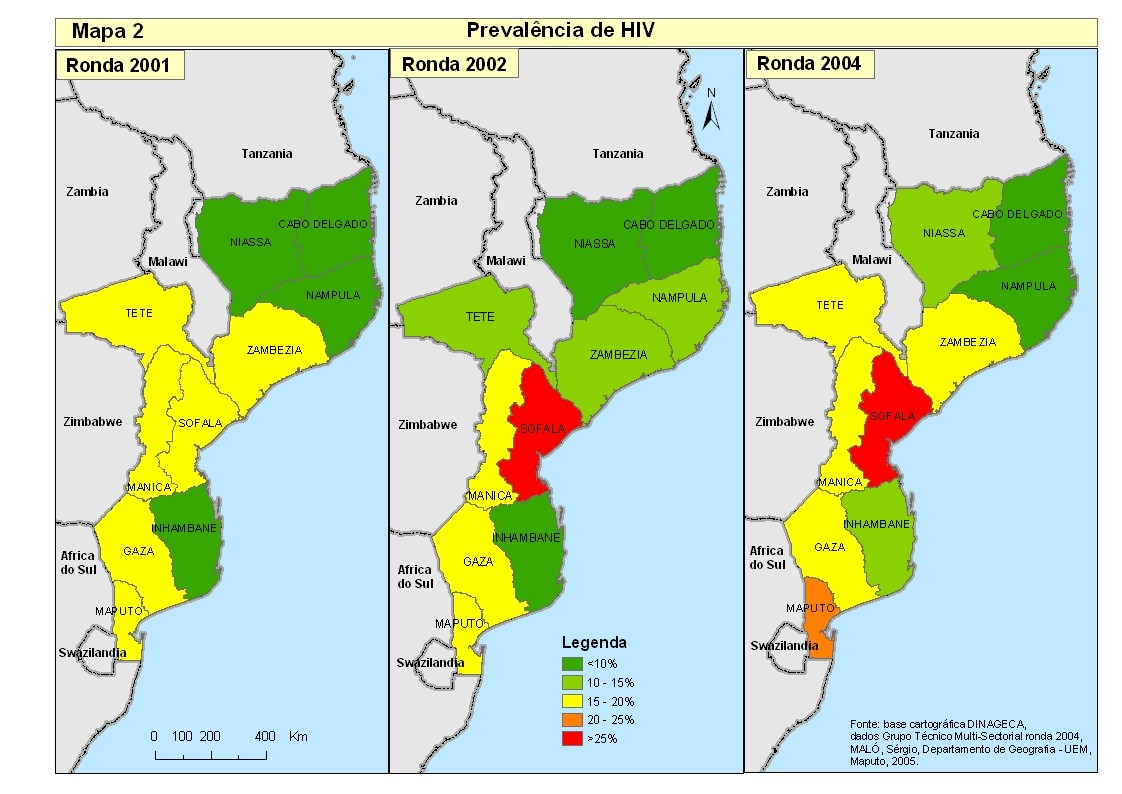 Mapa 2
Prevalência de HIV
Ronda 2001
Tanzania
Zambia
CABO DELGADO
NIASSA
Malawi
NAMPULA
TETE
ZAMBEZIA
Zimbabwe
SOFALA
MANICA
INHAMBANE
GAZA
Africa
do Sul
MAPUTO
Swazilandia
0 100 200 400 Km
Ronda 2002
N
Tanzania
Zambia
CABO DELGADO
NIASSA
Malawi
NAMPULA
TETE
ZAMBEZIA
Zimbabwe
SOFALA
MANICA
INHAMBANE
GAZA
Africa
do Sul
MAPUTO
Swazilandia
Legenda
<10%
10 - 15%
15 - 20%
20 - 25%
>25%
Ronda 2004
Tanzania
Zambia
CABO DELGADO
NIASSA
Malawi
NAMPULA
TETE
ZAMBEZIA
Zimbabwe
SOFALA
MANICA
INHAMBANE
GAZA
Africa
do Sul
MAPUTO
Swazilandia
Fonte: base cartográfica DINAGECA,
dados Grupo Técnico Multi-Sectorial ronda 2004,
MALÓ, Sérgio, Departamento de Geografia - UEM,
Maputo, 2005.